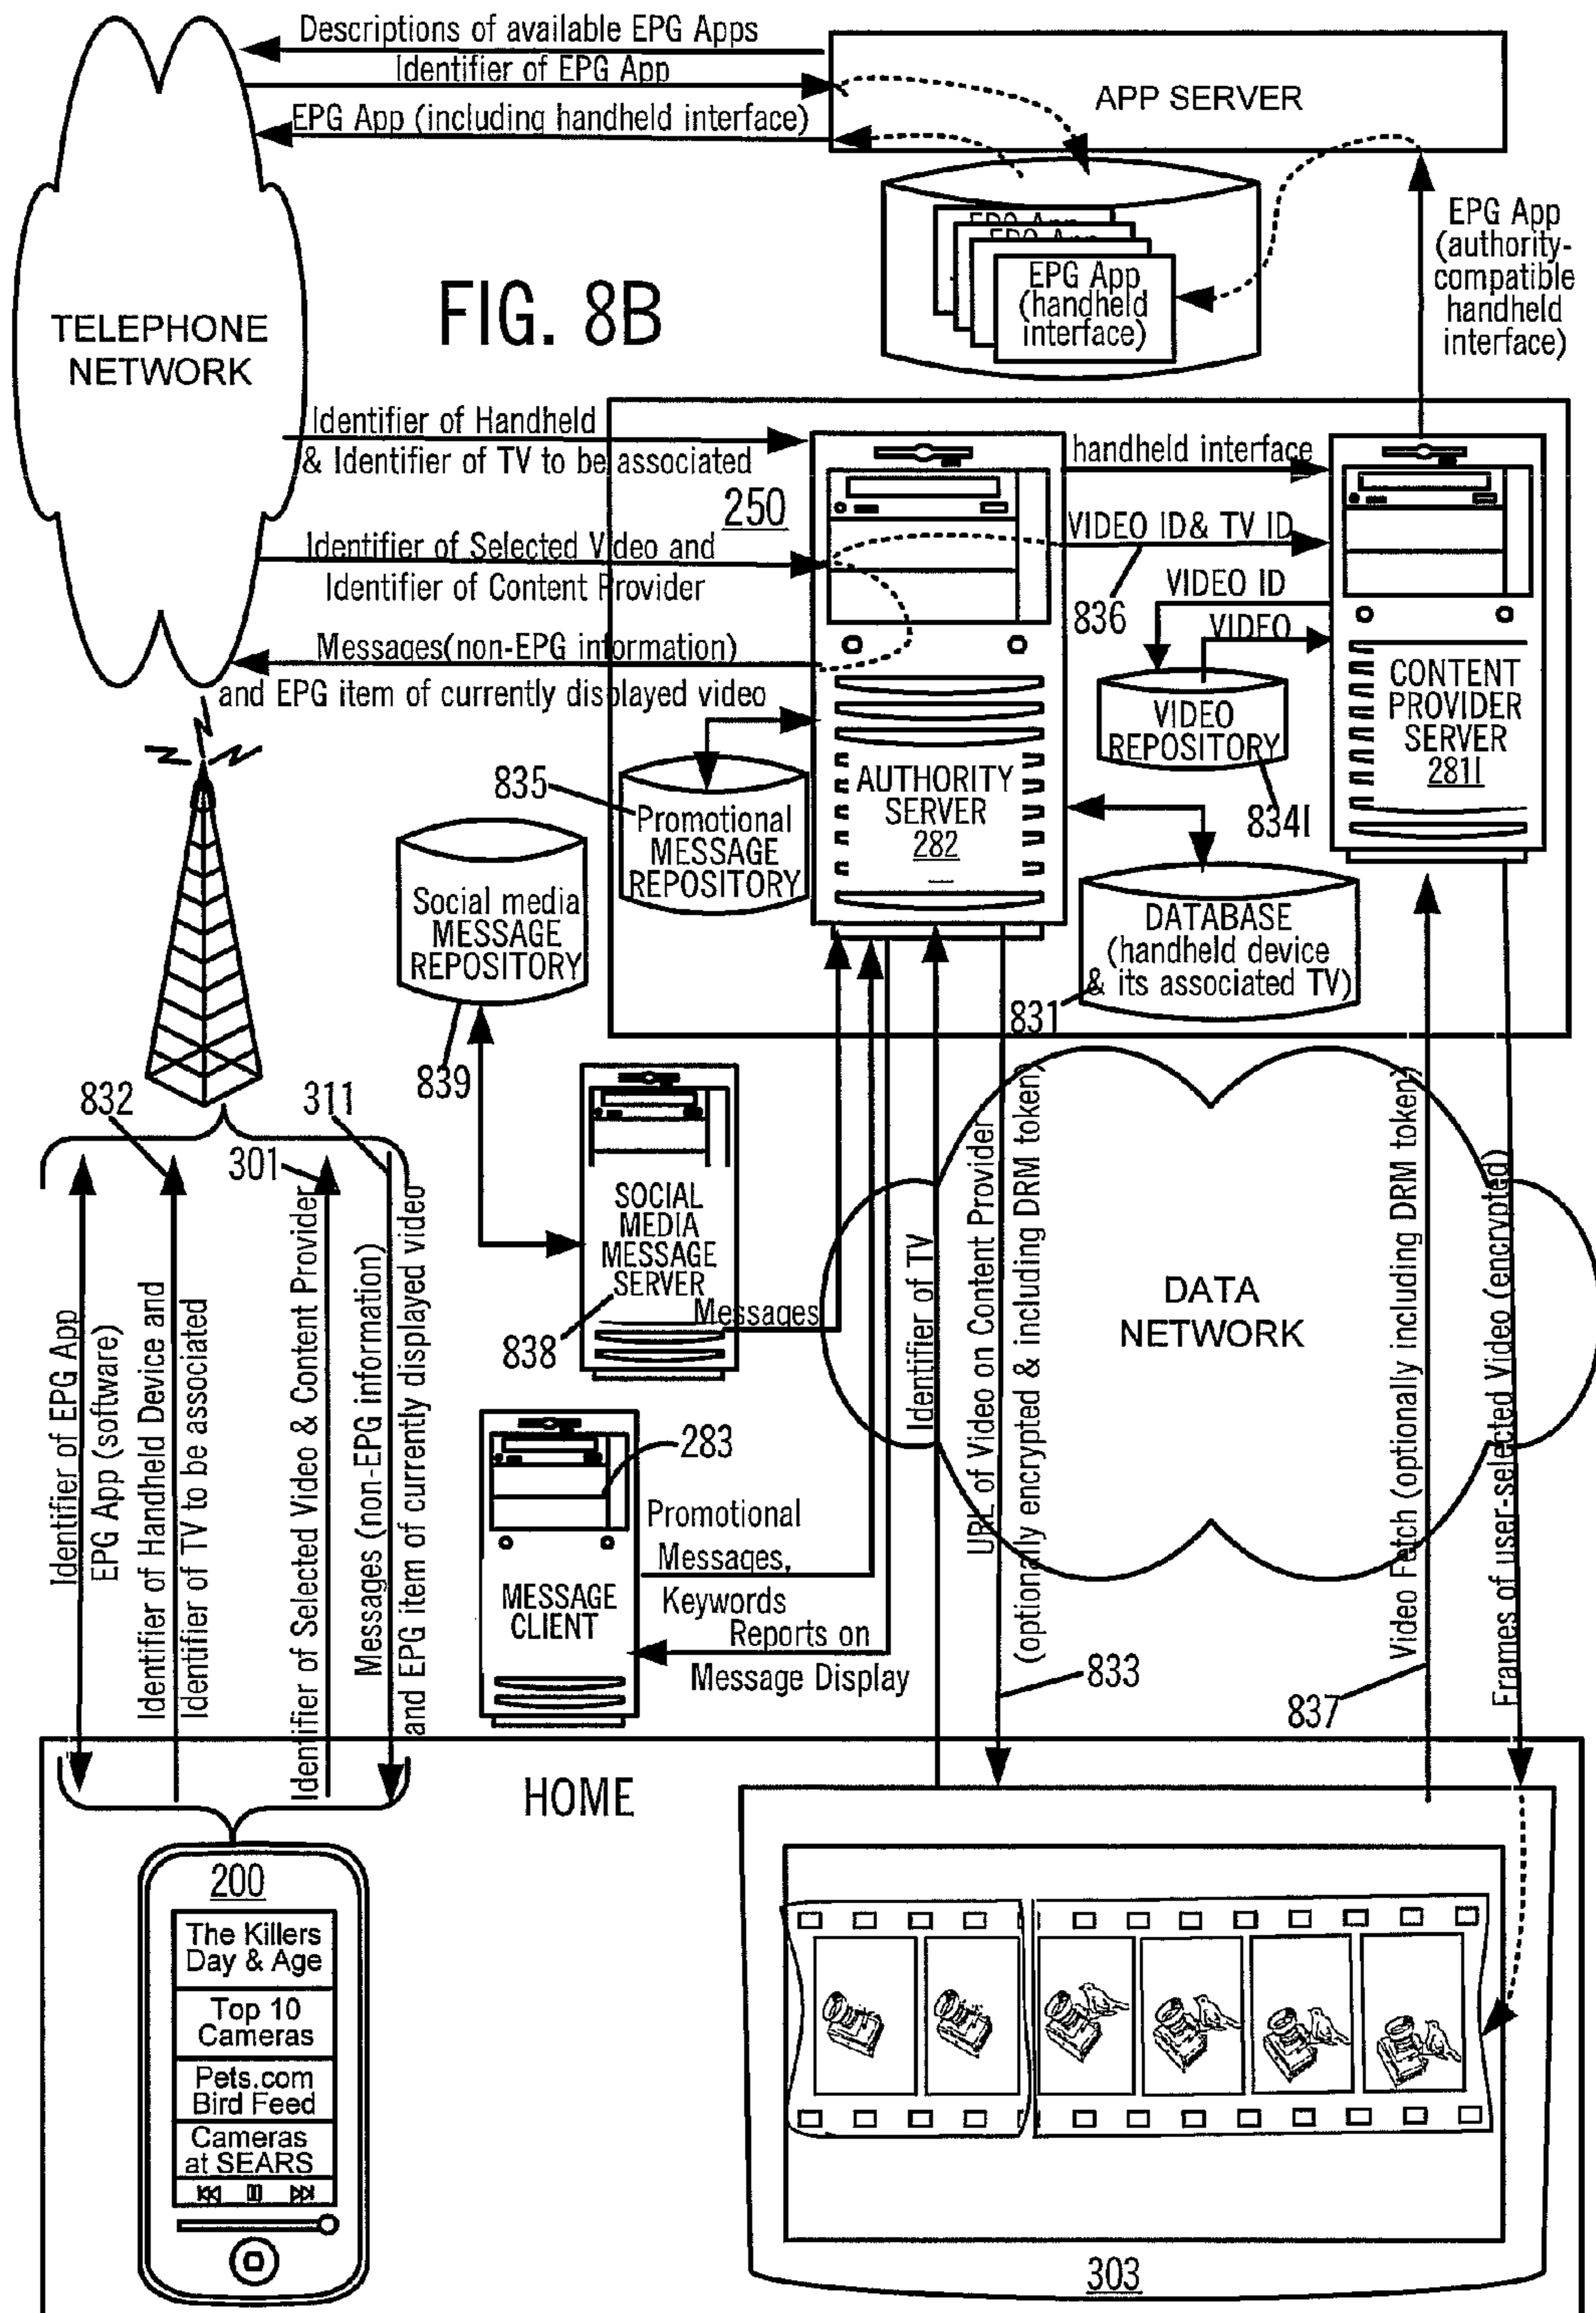 Descriptions of available EPG Apps
Identifier of EPG App
EPG App (including handheld interface)
APP SERVER
EPG App
EPG App
EPG App
(handheld
interface)
EPG App
(authority-
compatible
handheld
interface)
FIG. 8B
TELEPHONE
NETWORK
Identifier of Handheld
& Identifier of TV to be associated
250
handheld interface
Identifier of Selected Video and
Identifier of Content Provider
VIDEO ID& TV ID
836
VIDEO ID
VIDEO
Messages(non-EPG information)
and EPG item of currently displayed video
VIDEO
REPOSITORY
834I
CONTENT
PROVIDER
SERVER
281I
835
Promotional
MESSAGE
REPOSITORY
AUTHORITY
SERVER
282
Social media
MESSAGE
REPOSITORY
839
DATABASE
(handheld device
& its associated TV)
831
832
311
301
SOCIAL
MEDIA
MESSAGE
SERVER
838
Messages
Identifier of EPG App
EPG App (software)
Identifier of Handheld Device and
Identifier of TV to be associated
Identifier of Selected Video & Content Provider
Messages (non-EPG information)
and EPG item of currently displayed video
283
MESSAGE
CLIENT
Promotional
Messages,
Keywords
Reports on
Message Display
Identifier of TV
URL of Video on Content Provider
(optionally encrypted & including DRM token)
833
DATA
NETWORK
Video Fetch (optionally including DRM token)
837
Frames of user-selected Video (encrypted)
HOME
200
The Killers
Day & Age
Top 10
Cameras
Pets.com
Bird Feed
Cameras
at SEARS
303